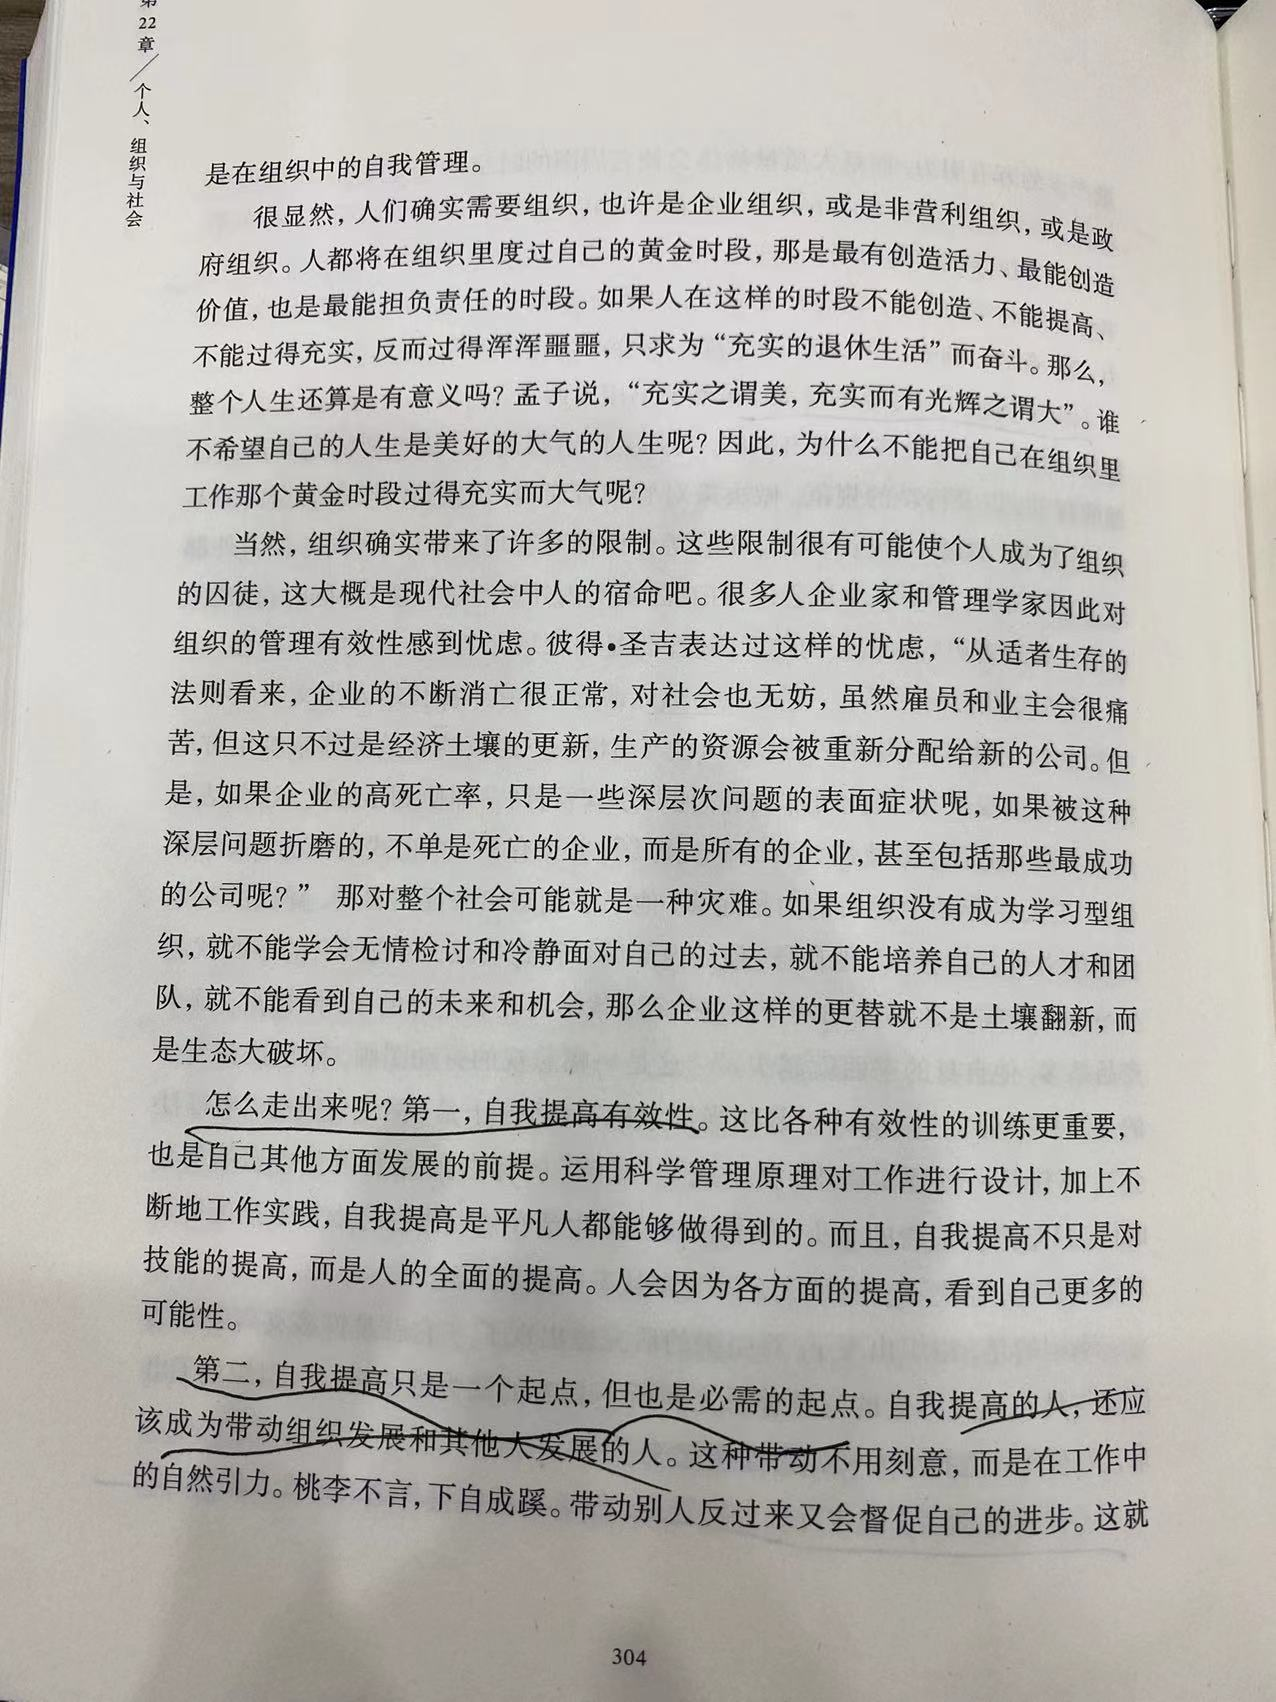 第22章/个人、组织与社会
是在组织中的自我管理。
很显然，人们确实需要组织，也许是企业组织，或是非营利组织，或是政
府组织。人都将在组织里度过自己的黄金时段，那是最有创造活力、最能创造
价值，也是最能担负责任的时段。如果人在这样的时段不能创造、不能提高、
不能过得充实，反而过得浑浑噩噩，只求为“充实的退休生活”而奋斗。那么，
整个人生还算是有意义吗？孟子说，“充实之谓美，充实而有光辉之谓大”。谁
不希望自己的人生是美好的大气的人生呢？因此，为什么不能把自己在组织里
工作那个黄金时段过得充实而大气呢？
当然，组织确实带来了许多的限制。这些限制很有可能使个人成为了组织
的囚徒，这大概是现代社会中人的宿命吧。很多人企业家和管理学家因此对
组织的管理有效性感到忧虑。彼得•圣吉表达过这样的忧虑，“从适者生存的
法则看来，企业的不断消亡很正常，对社会也无妨，虽然雇员和业主会很痛
苦，但这只不过是经济土壤的更新，生产的资源会被重新分配给新的公司。但
是，如果企业的高死亡率，只是一些深层次问题的表面症状呢，如果被这种
深层问题折磨的，不单是死亡的企业，而是所有的企业，甚至包括那些最成功
的公司呢？” 那对整个社会可能就是一种灾难。如果组织没有成为学习型组
织，就不能学会无情检讨和冷静面对自己的过去，就不能培养自己的人才和团
队，就不能看到自己的未来和机会，那么企业这样的更替就不是土壤翻新，而
是生态大破坏。
怎么走出来呢？第一，自我提高有效性。这比各种有效性的训练更重要，
也是自己其他方面发展的前提。运用科学管理原理对工作进行设计，加上不
断地工作实践，自我提高是平凡人都能够做得到的。而且，自我提高不只是对
技能的提高，而是人的全面的提高。人会因为各方面的提高，看到自己更多的
可能性。
第二，自我提高只是一个起点，但也是必需的起点。自我提高的人，还应
该成为带动组织发展和其他人发展的人。这种带动不用刻意，而是在工作中
的自然引力。桃李不言，下自成蹊。带动别人反过来又会督促自己的进步。这就
304